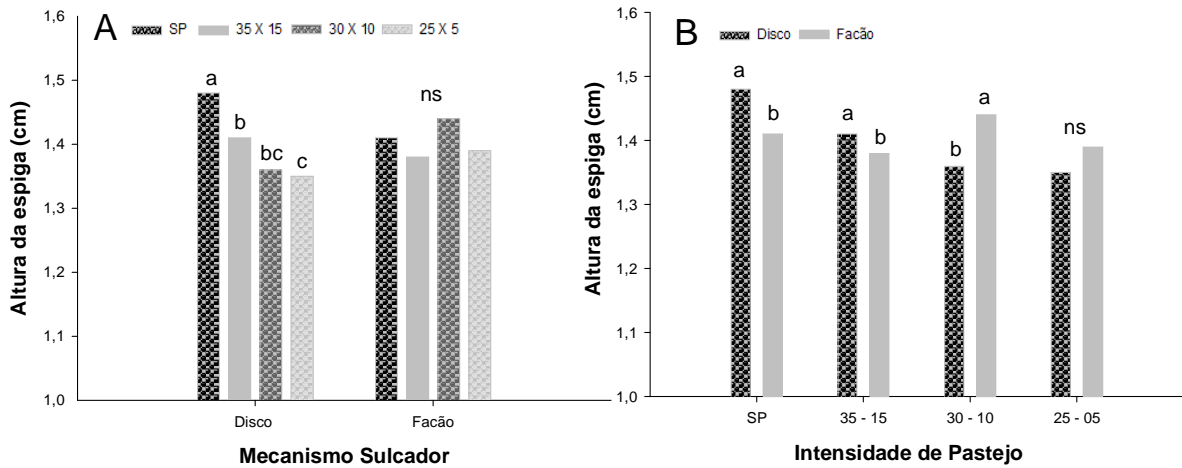 A
SP 35 X 15 30 X 10 25 X 5
Altura da espiga (cm)
1,6
1,5
1,4
1,3
1,2
1,1
1,0
a
b
bc
c
ns
Disco Facão
Mecanismo Sulcador
B
Disco Facão
Altura da espiga (cm)
1,6
1,5
1,4
1,3
1,2
1,1
1,0
a
b
a
b
b
a
ns
SP 35 - 15 30 - 10 25 - 05
Intensidade de Pastejo